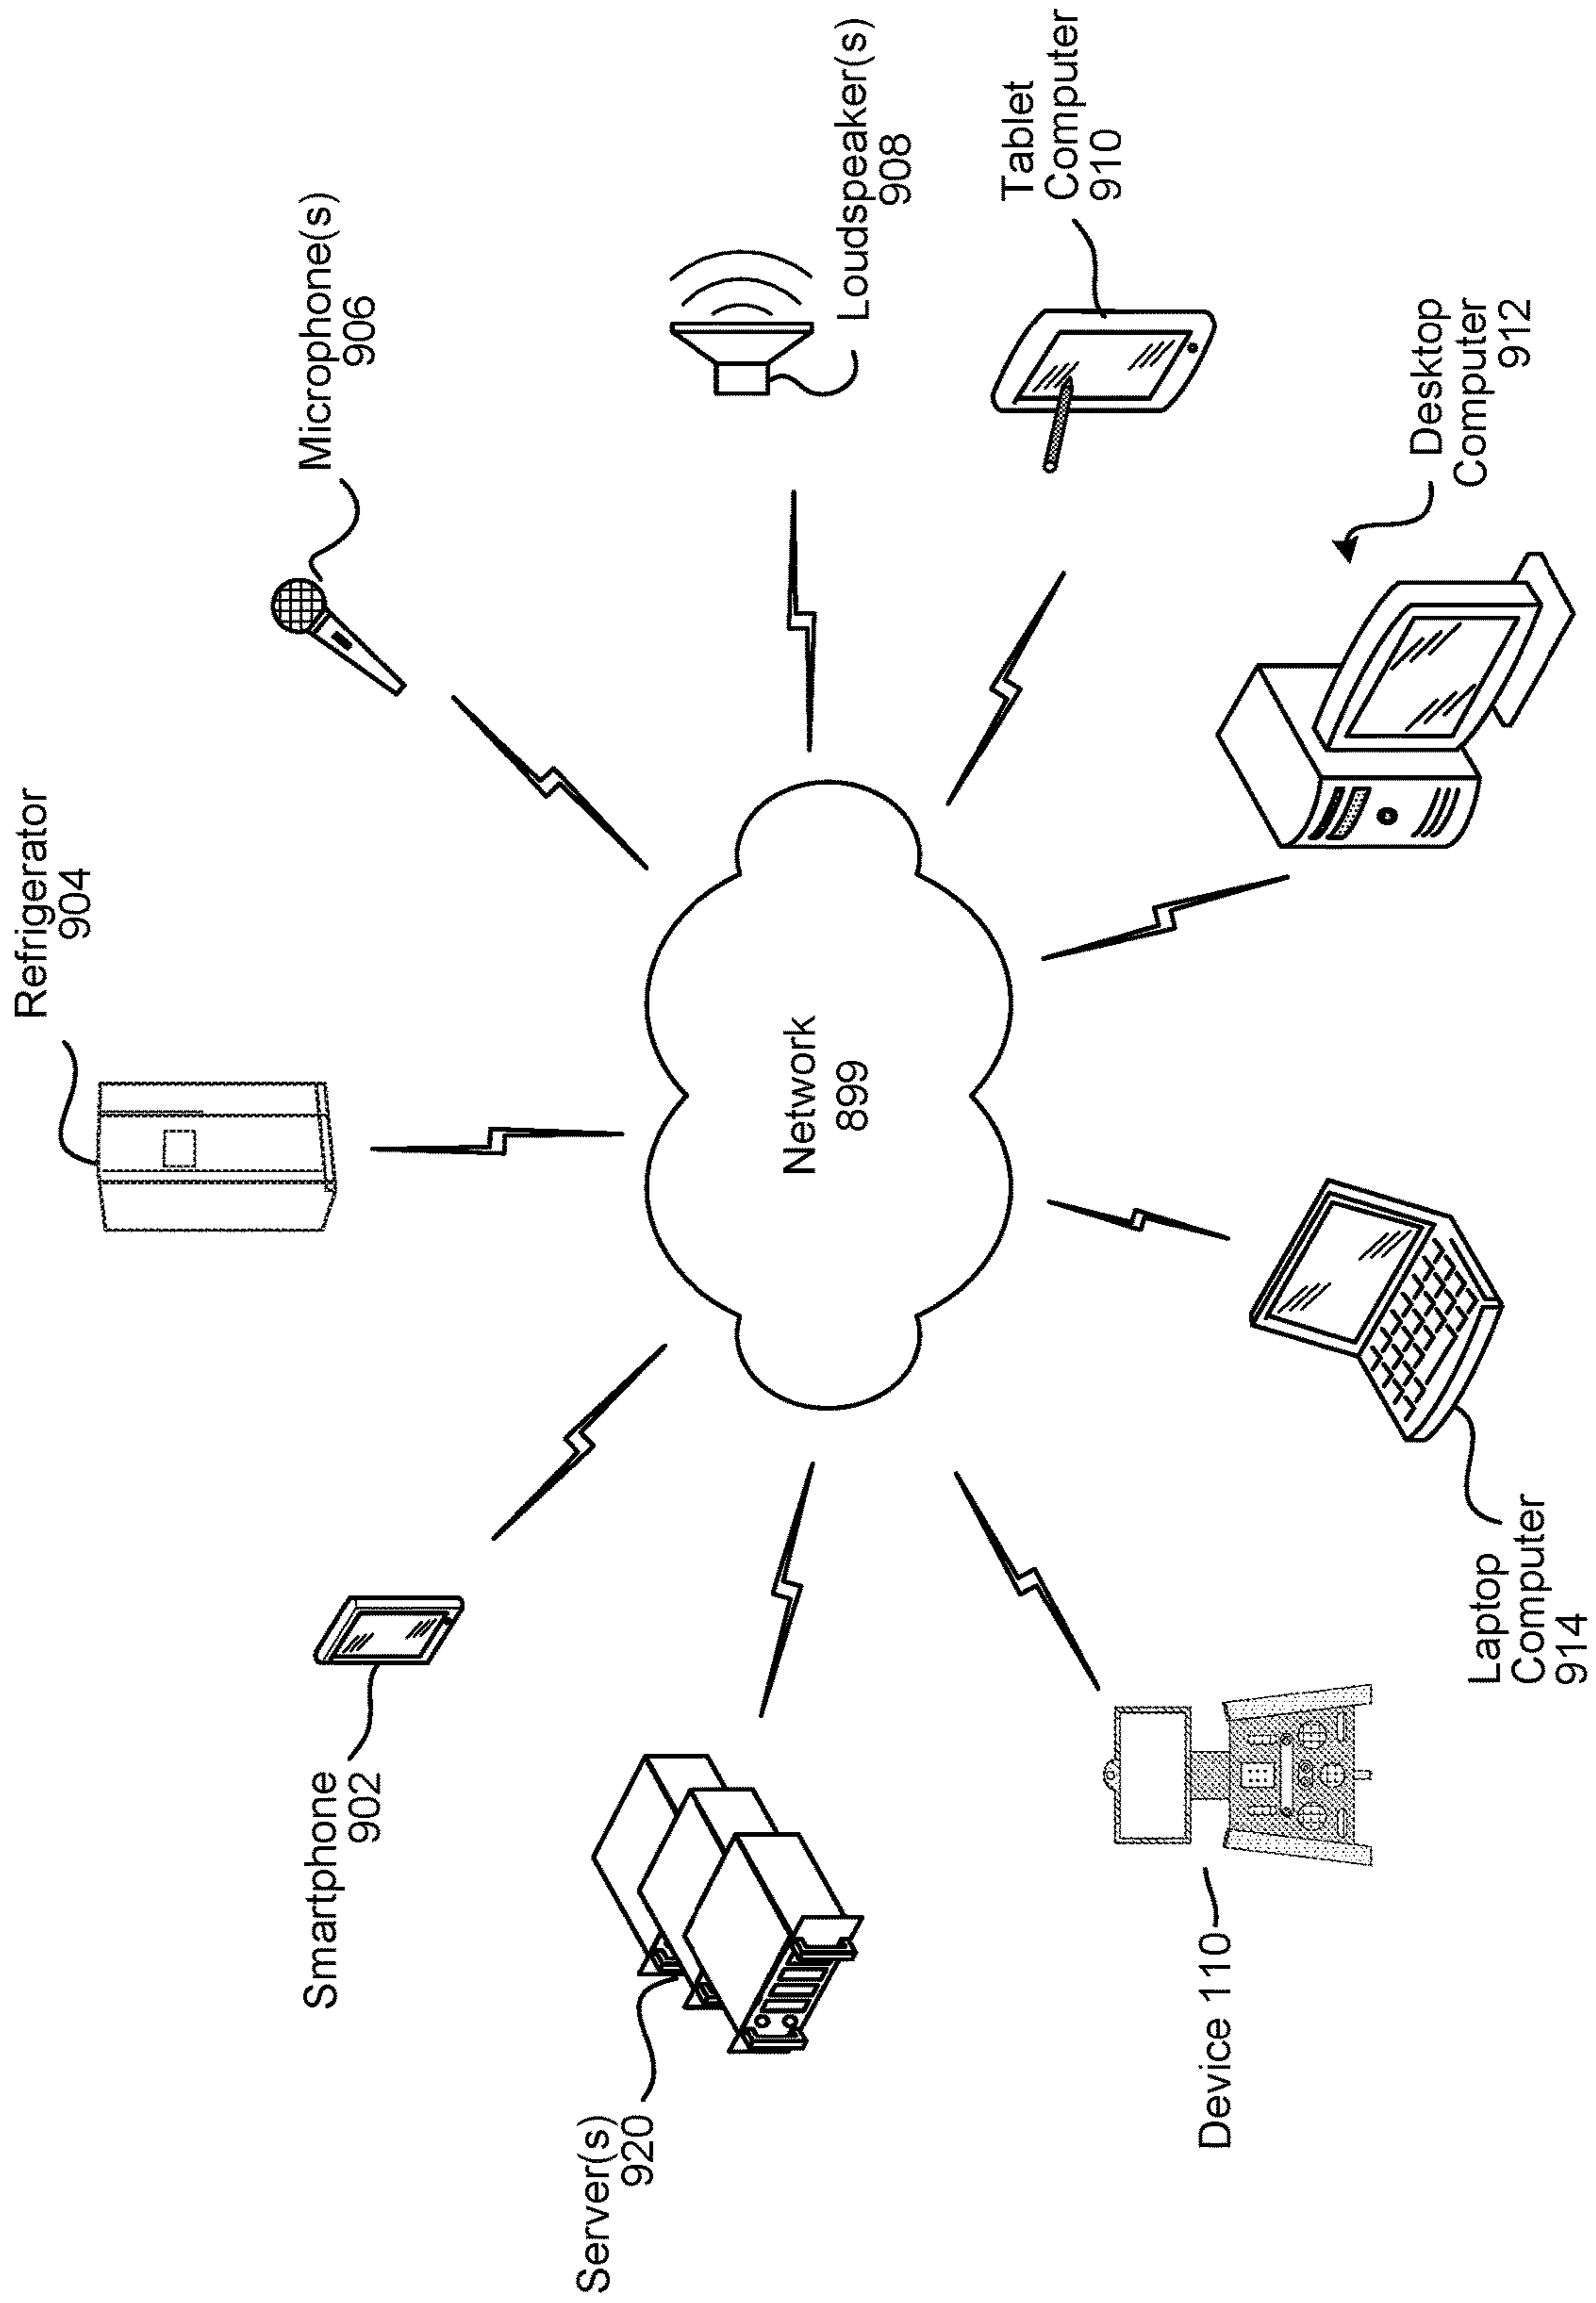 Refrigerator
904
Smartphone
902
Microphone(s)
906
Server(s)
920
Network
899
Loudspeaker(s)
908
Device 110
Tablet
Computer
910
Laptop
Computer
914
Desktop
Computer
912